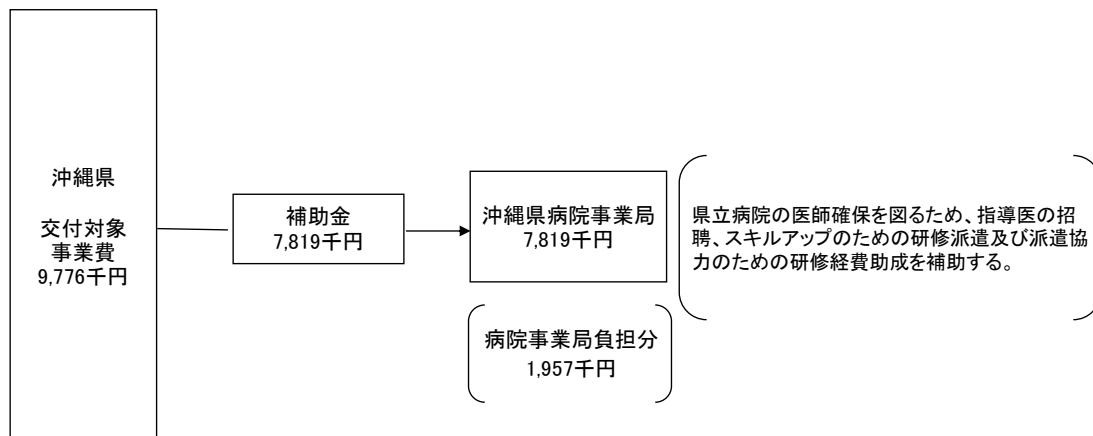 沖縄県
交付対象
事業費
9,776千円
補助金
7,819千円
沖縄県病院事業局
7,819千円
県立病院の医師確保を図るため、指導医の招
聘、スキルアップのための研修派遣及び派遣協
力のための研修経費助成を補助する。
病院事業局負担分
1,957千円